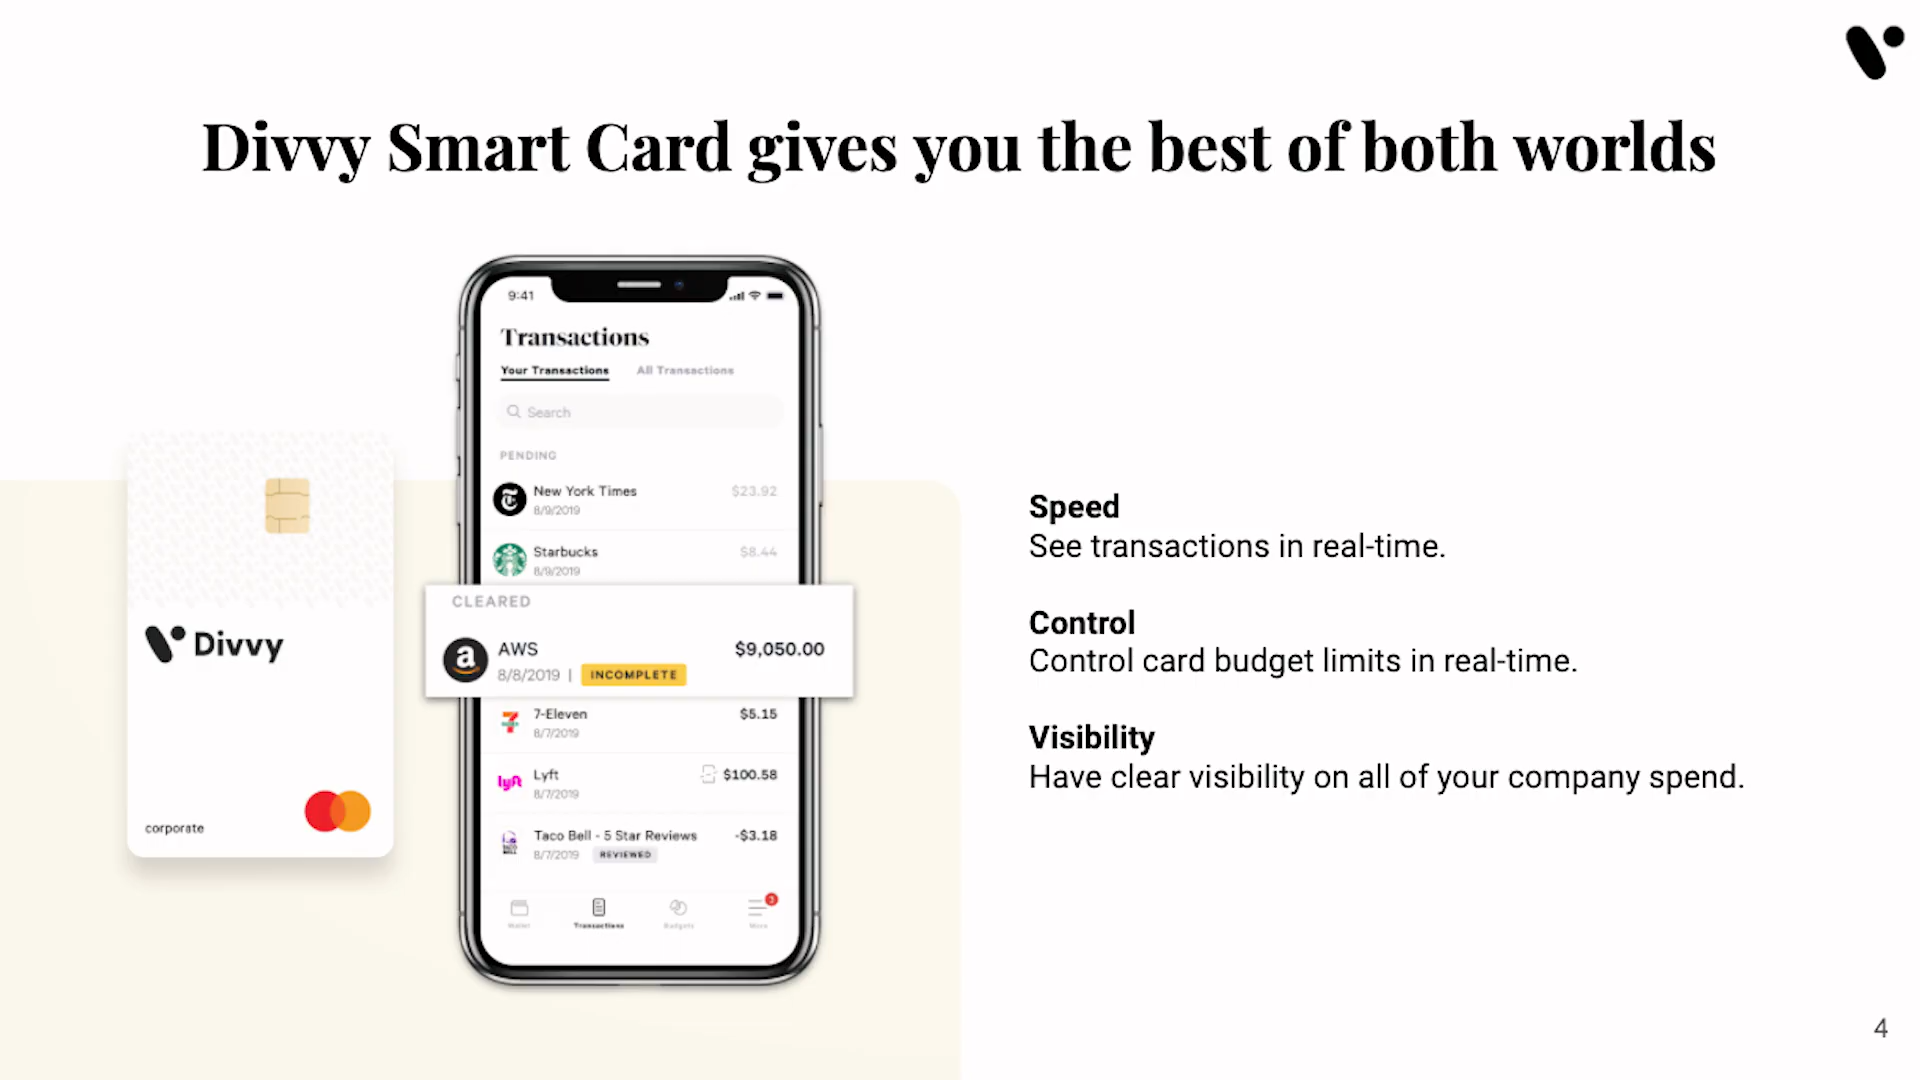 Divvy Smart Card gives you the best of both worlds
9:41
Transactions
Your Transactions All Transactions
Search
PENDING
New York Times $23.92
8/9/2019
Starbucks $8.44
8/9/2019
CLEARED
AWS $9,050.00
8/8/2019 | INCOMPLETE
7-Eleven $5.15
8/7/2019
Lyft $100.58
8/7/2019
Taco Bell - 5 Star Reviews -$3.18
8/7/2019 REVIEWED
Wallet Transactions Budgets More
Divvy
corporate
Speed
See transactions in real-time.
Control
Control card budget limits in real-time.
Visibility
Have clear visibility on all of your company spend.
4